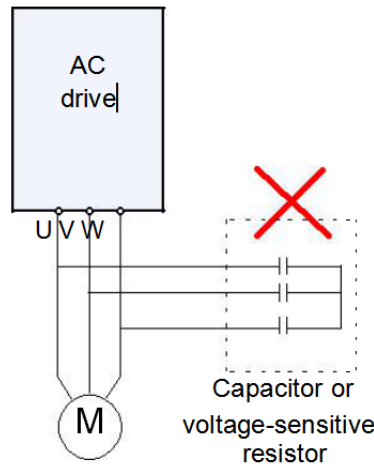 AC
drive
U V W
M
Capacitor or
voltage-sensitive
resistor